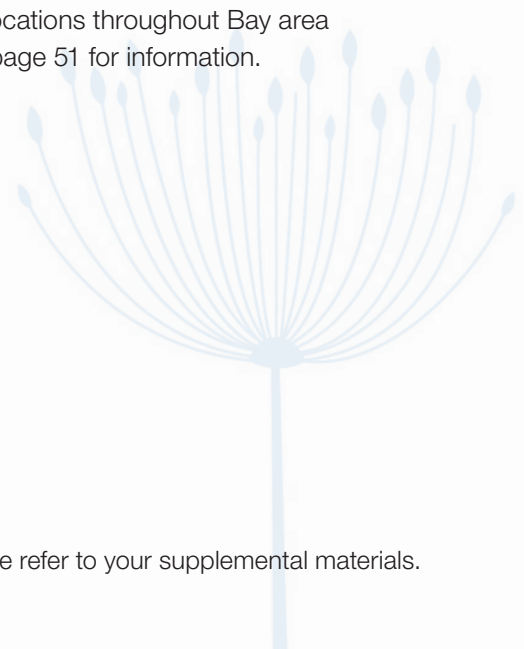 ocations throughout Bay area
page 51 for information.
e refer to your supplemental materials.